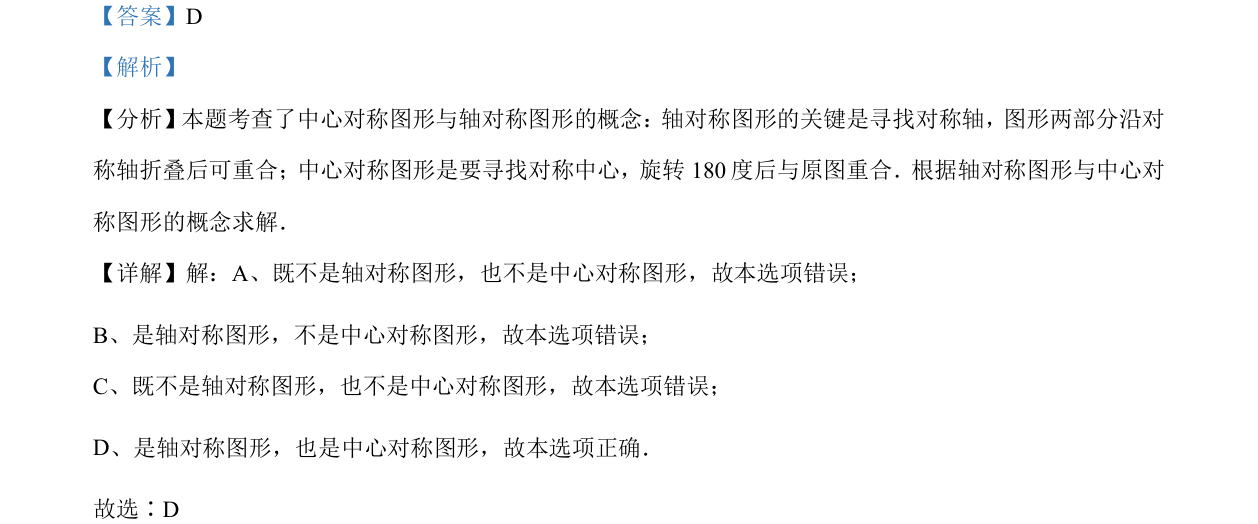 【答案】D
【解析】
【分析】本题考查了中心对称图形与轴对称图形的概念：轴对称图形的关键是寻找对称轴，图形两部分沿对
称轴折叠后可重合；中心对称图形是要寻找对称中心，旋转 180 度后与原图重合．根据轴对称图形与中心对
称图形的概念求解．
【详解】解：A、既不是轴对称图形，也不是中心对称图形，故本选项错误；
B、是轴对称图形，不是中心对称图形，故本选项错误；
C、既不是轴对称图形，也不是中心对称图形，故本选项错误；
D、是轴对称图形，也是中心对称图形，故本选项正确．
故选∶D